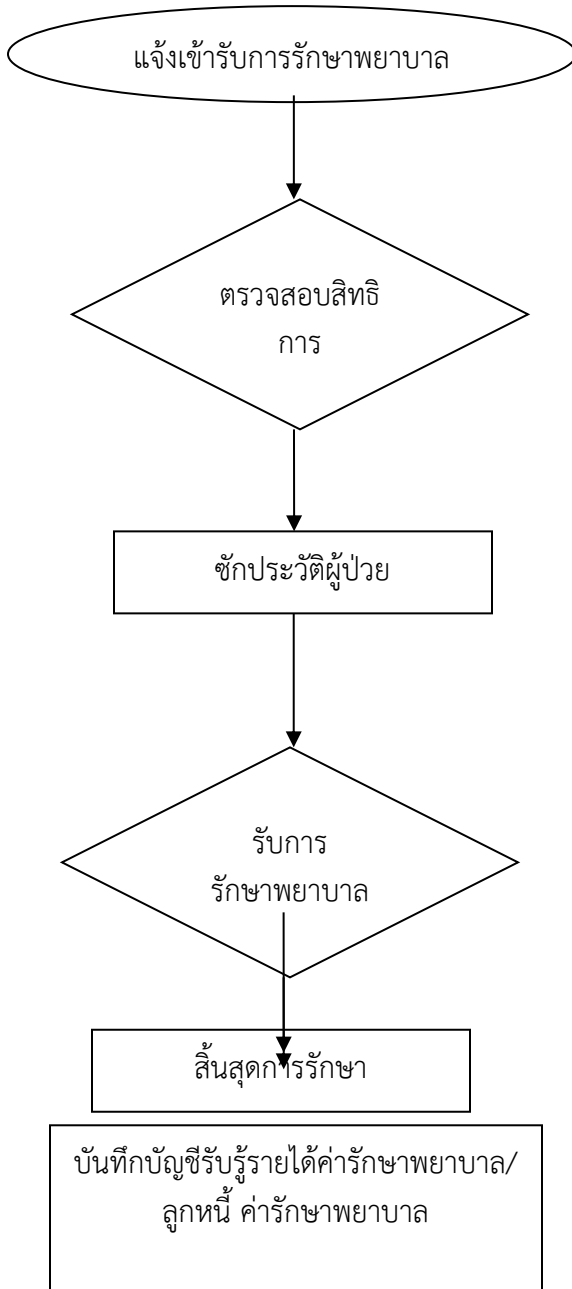 แจ้งเข้ารับการรักษาพยาบาล
ตรวจสอบสิทธิ
การ
ซักประวัติผู้ป่วย
รับการ
รักษาพยาบาล
สิ้นสุดการรักษา
บันทึกบัญชีรับรู้รายได้ค่ารักษาพยาบาล/
ลูกหนี้ ค่ารักษาพยาบาล